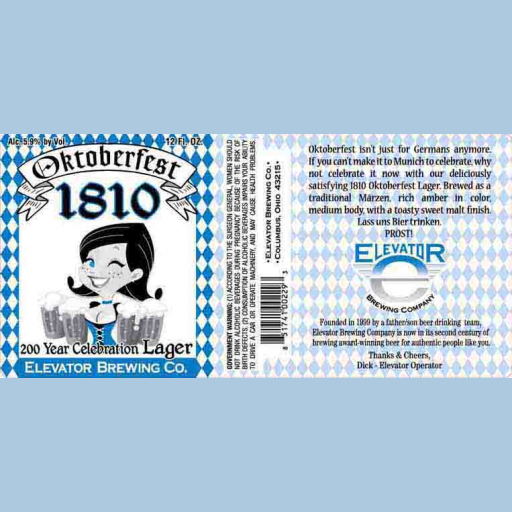 Alc. 5.9% by Vol.
12 Fl. Oz.
Oktoberfest
1810
200 Year Celebration Lager
ELEVATOR BREWING CO.
GOVERNMENT WARNING: (1) ACCORDING TO THE SURGEON GENERAL, WOMEN SHOULD
NOT DRINK ALCOHOLIC BEVERAGES DURING PREGNANCY BECAUSE OF THE RISK OF
BIRTH DEFECTS. (2) CONSUMPTION OF ALCOHOLIC BEVERAGES IMPAIRS YOUR ABILITY
TO DRIVE A CAR OR OPERATE MACHINERY, AND MAY CAUSE HEALTH PROBLEMS.
•ELEVATOR BREWING CO.•
•COLUMBUS, OHIO 43215•
8 51741 00229 3
Oktoberfest isn't just for Germans anymore.
If you can't make it to Munich to celebrate, why
not celebrate it now with our deliciously
satisfying 1810 Oktoberfest Lager. Brewed as a
traditional Märzen, rich amber in color,
medium body, with a toasty sweet malt finish.
Lass uns Bier trinken.
PROST!
ELEVATOR
BREWING COMPANY
Founded in 1999 by a father/son beer drinking team,
Elevator Brewing Company is now in its second century of
brewing award-winning beer for authentic people like you.
Thanks & Cheers,
Dick - Elevator Operator